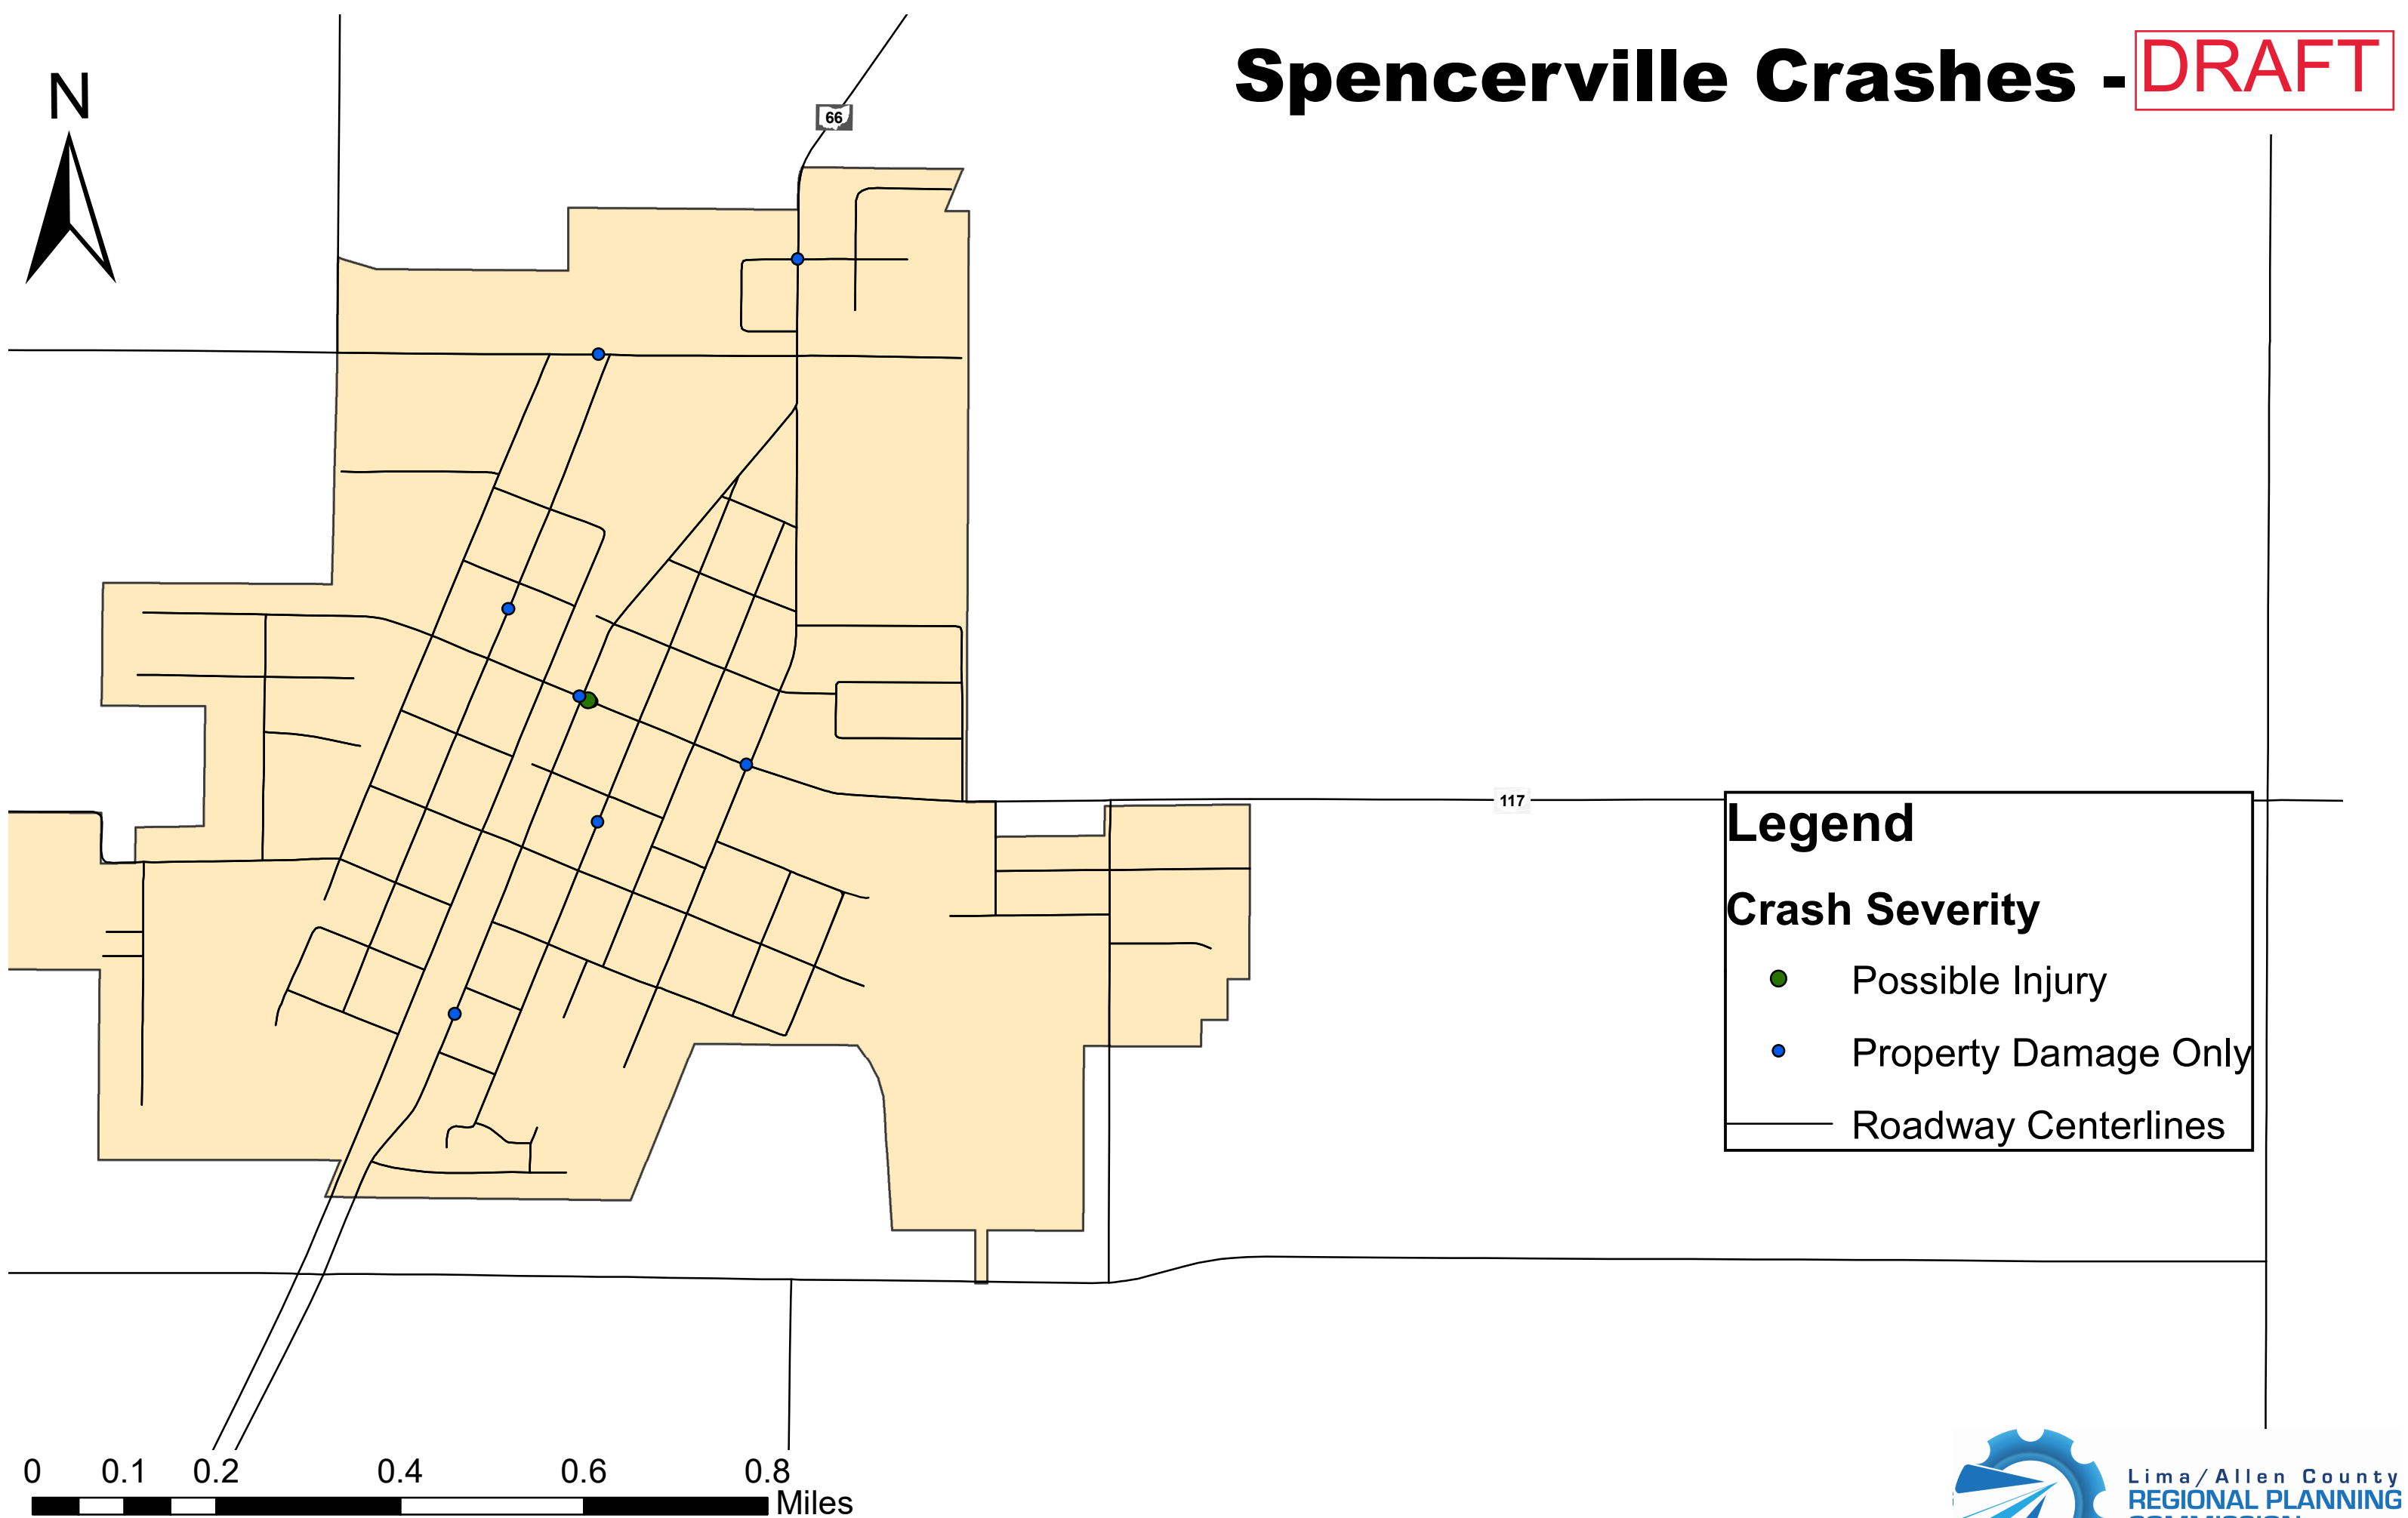 Spencerville Crashes - DRAFT
N
66
117
Legend
Crash Severity
Possible Injury
Property Damage Only
Roadway Centerlines
0 0.1 0.2 0.4 0.6 0.8
Miles
Lima/Allen County
REGIONAL PLANNING
COMMISSION